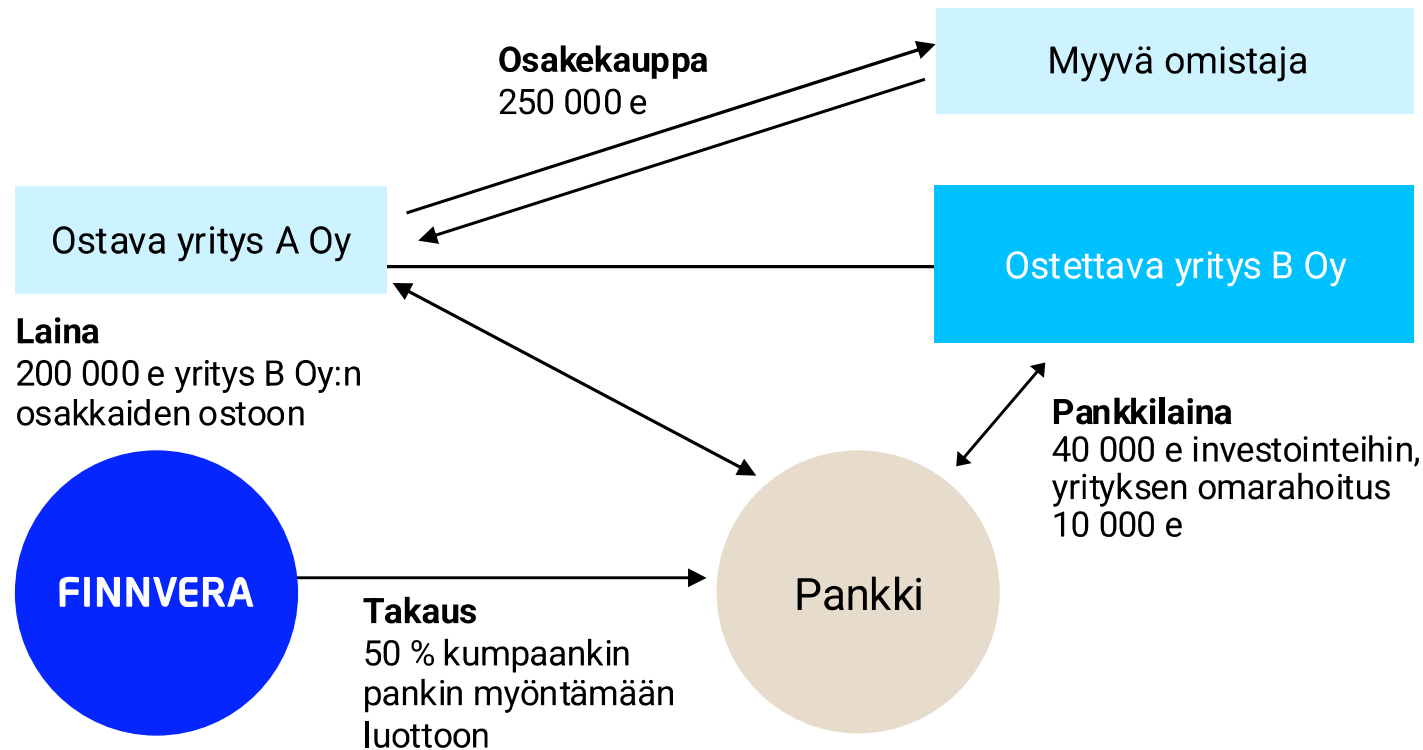 Osakekauppa
250 000 e
Myyvä omistaja
Ostava yritys A Oy
Ostettava yritys B Oy
Laina
200 000 e yritys B Oy:n
osakkaiden ostoon
Pankkilaina
40 000 e investointeihin,
yrityksen omarahoitus
10 000 e
FINNVERA
Pankki
Takaus
50 % kumpaankin
pankin myöntämään
luottoon